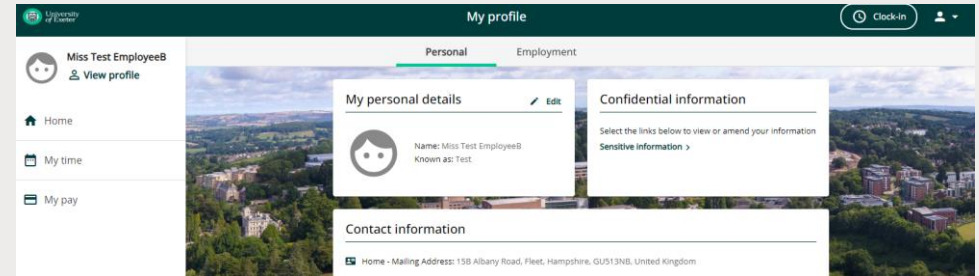 University of Exeter
My profile
Clock-in
Miss Test EmployeeB
View profile
Home
My time
My pay
Personal
Employment
My personal details
Edit
Name: Miss Test EmployeeB
Known as: Test
Confidential information
Select the links below to view or amend your information
Sensitive information >
Contact information
Home - Mailing Address: 15B Albany Road, Fleet, Hampshire, GU513NB, United Kingdom